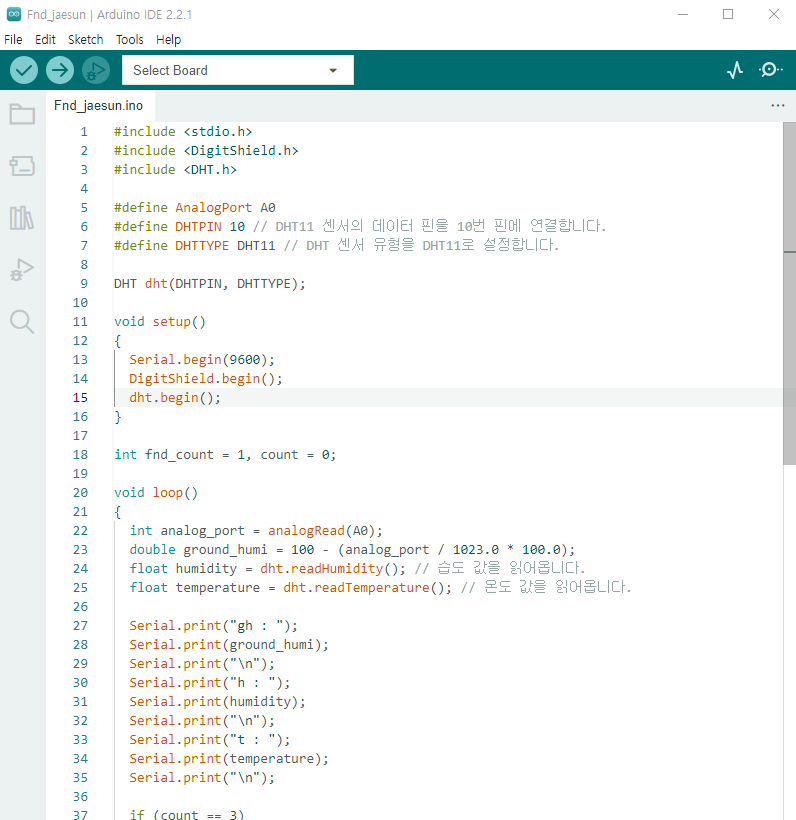 Fnd_jaesun | Arduino IDE 2.2.1
File Edit Sketch Tools Help
Select Board
Fnd_jaesun.ino
1 #include <stdio.h>
2 #include <DigitShield.h>
3 #include <DHT.h>
4
5 #define AnalogPort A0
6 #define DHTPIN 10 // DHT11 센서의 데이터 핀을 10번 핀에 연결합니다.
7 #define DHTTYPE DHT11 // DHT 센서 유형을 DHT11로 설정합니다.
8
9 DHT dht(DHTPIN, DHTTYPE);
10
11 void setup()
12 {
13 Serial.begin(9600);
14 DigitShield.begin();
15 dht.begin();
16 }
17
18 int fnd_count = 1, count = 0;
19
20 void loop()
21 {
22 int analog_port = analogRead(A0);
23 double ground_humi = 100 - (analog_port / 1023.0 * 100.0);
24 float humidity = dht.readHumidity(); // 습도 값을 읽어옵니다.
25 float temperature = dht.readTemperature(); // 온도 값을 읽어옵니다.
26
27 Serial.print("gh : ");
28 Serial.print(ground_humi);
29 Serial.print("\n");
30 Serial.print("h : ");
31 Serial.print(humidity);
32 Serial.print("\n");
33 Serial.print("t : ");
34 Serial.print(temperature);
35 Serial.print("\n");
36
37 if (count == 3)